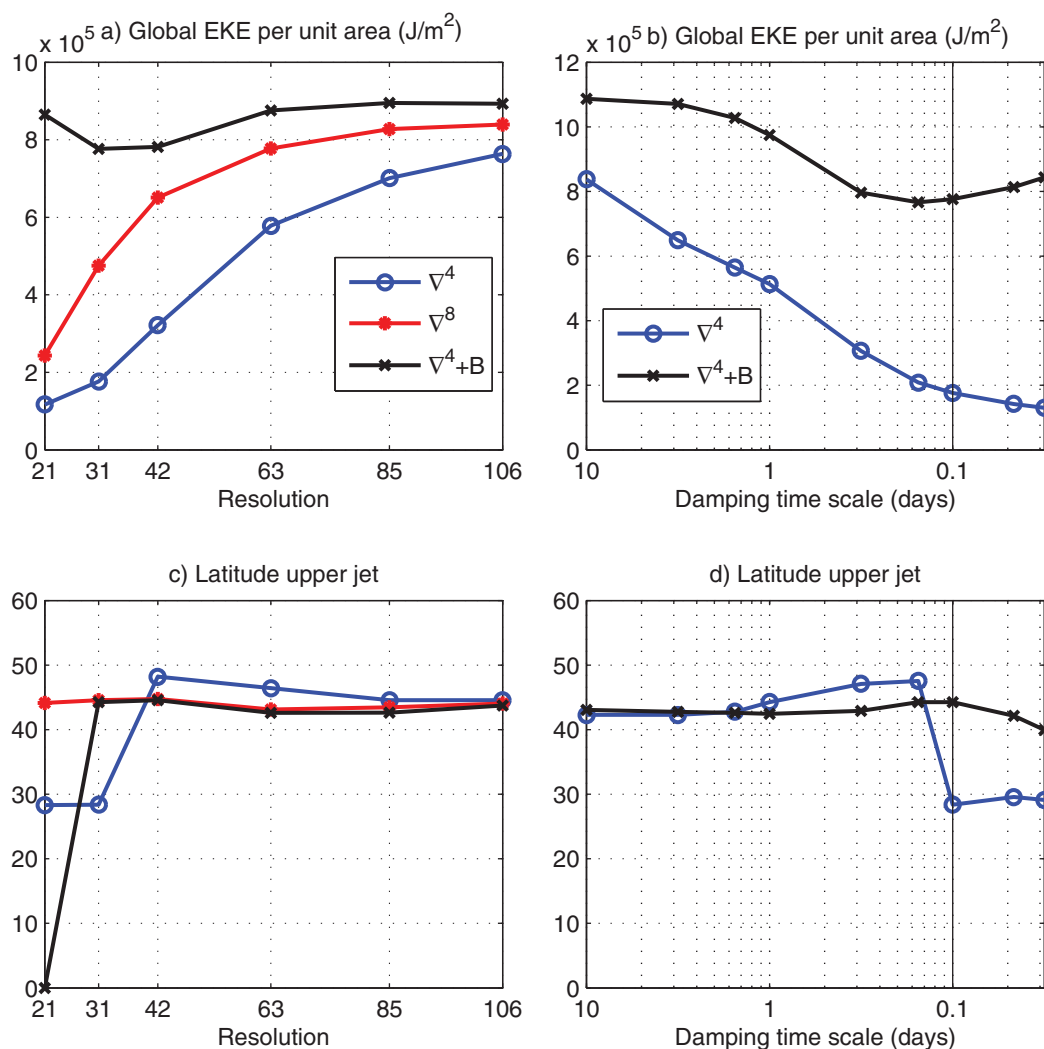 x 10^5 a) Global EKE per unit area (J/m²)
10
8
6
4
2
0
∇⁴
∇⁸
∇⁴+B
21 31 42 63 85 106
Resolution
x 10^5 b) Global EKE per unit area (J/m²)
12
10
8
6
4
2
0
∇⁴
∇⁴+B
10 1 0.1
Damping time scale (days)
c) Latitude upper jet
60
50
40
30
20
10
0
21 31 42 63 85 106
Resolution
d) Latitude upper jet
60
50
40
30
20
10
0
10 1 0.1
Damping time scale (days)